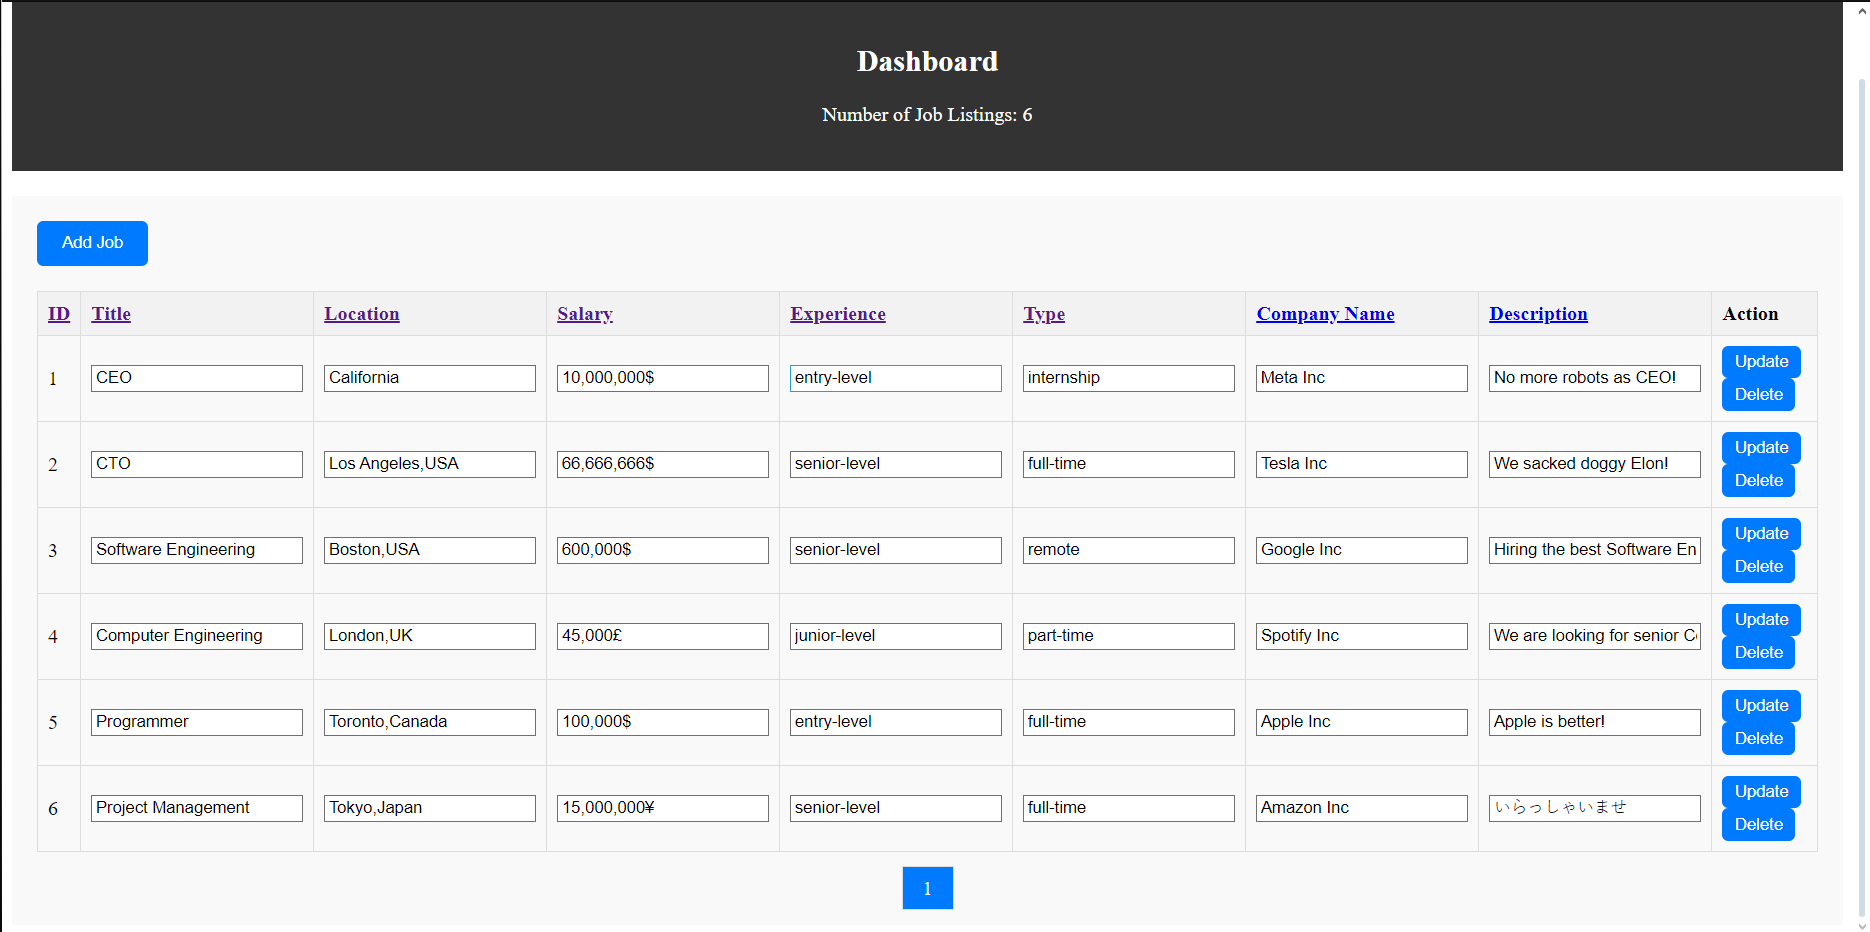 Dashboard
Number of Job Listings: 6
Add Job
ID Title Location Salary Experience Type Company Name Description Action
1 CEO California 10,000,000$ entry-level internship Meta Inc No more robots as CEO! Update
Delete
2 CTO Los Angeles,USA 66,666,666$ senior-level full-time Tesla Inc We sacked doggy Elon! Update
Delete
3 Software Engineering Boston,USA 600,000$ senior-level remote Google Inc Hiring the best Software En Update
Delete
4 Computer Engineering London,UK 45,000£ junior-level part-time Spotify Inc We are looking for senior Update
Delete
5 Programmer Toronto,Canada 100,000$ entry-level full-time Apple Inc Apple is better! Update
Delete
6 Project Management Tokyo,Japan 15,000,000¥ senior-level full-time Amazon Inc いらっしゃいませ Update
Delete
1